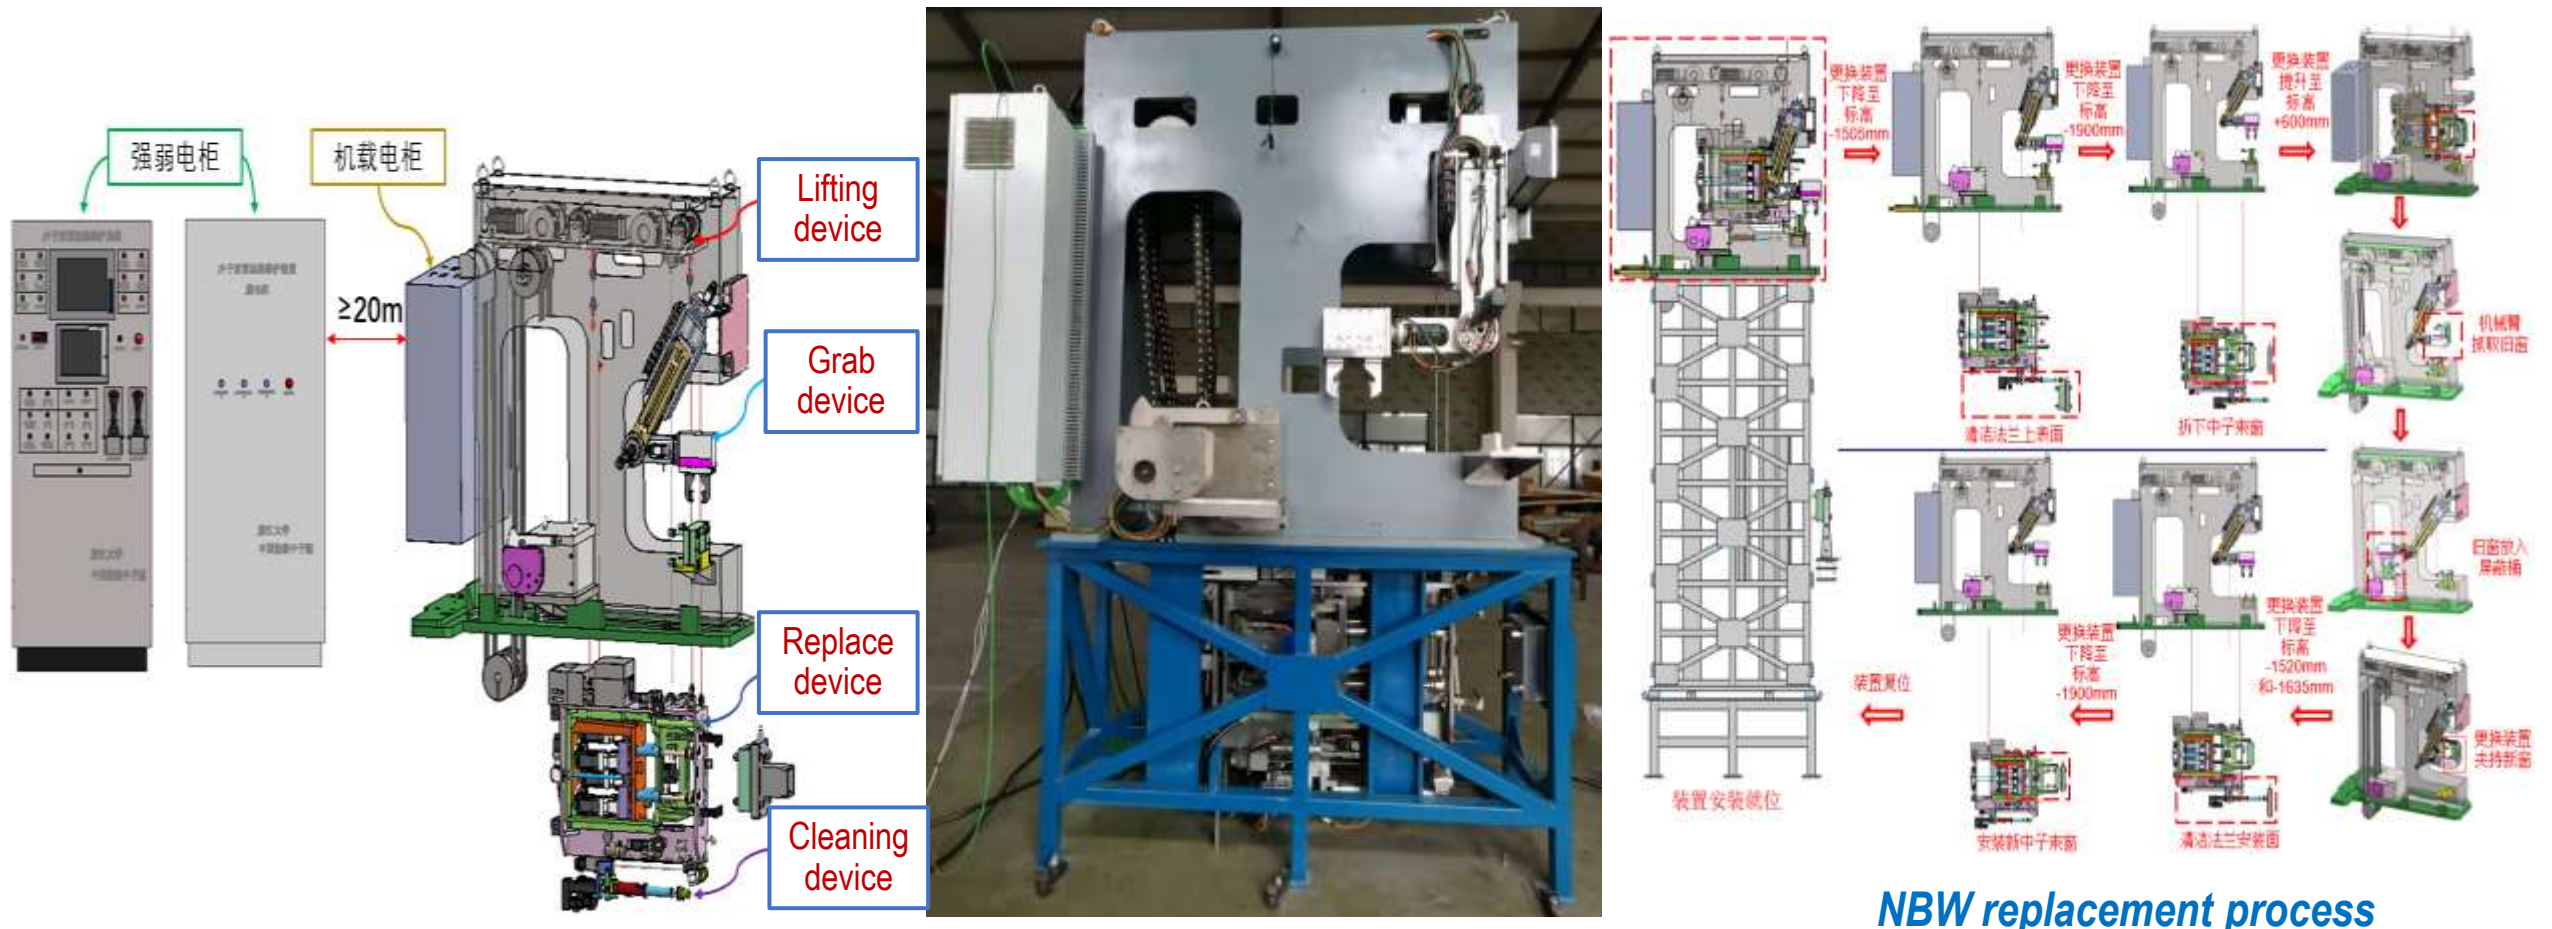 强弱电柜
机载电柜
≥20m
Lifting
device
Grab
device
Replace
device
Cleaning
device
更换装置
下降至
标高
-1505mm
更换装置
下降至
标高
-1900mm
更换装置
提升至
标高
+600mm
清洁法兰上表面
拆下中子束窗
机械臂
抓取旧窗
旧窗放入
屏蔽桶
更换装置
夹持新窗
更换装置
下降至
标高
-1520mm
和-1635mm
清洁法兰安装面
更换装置
下降至
标高
-1900mm
安装新中子束窗
装置复位
装置安装就位
NBW replacement process